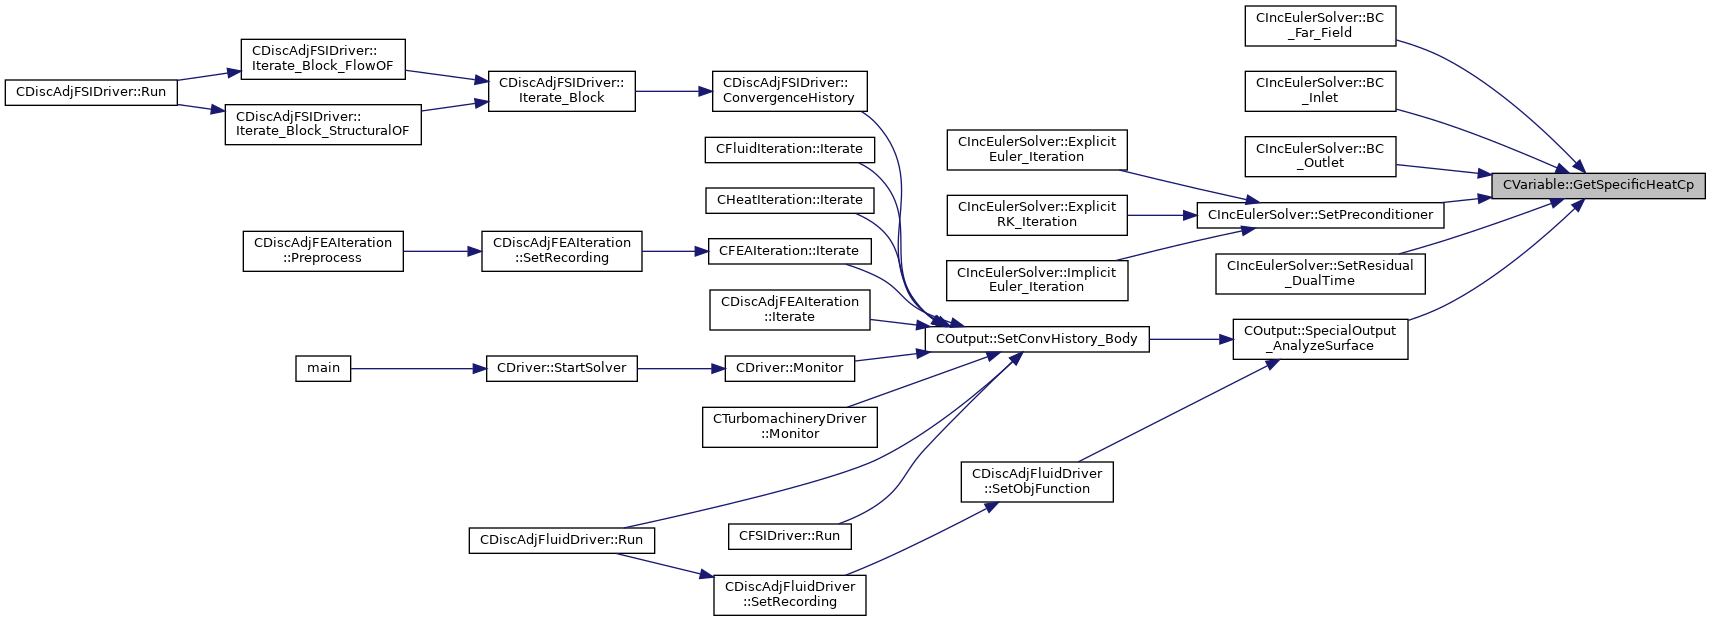 CIncEulerSolver::BC
_Far_Field
CDiscAdjFSIDriver::
Iterate_Block_FlowOF
CDiscAdjFSIDriver::Run
CDiscAdjFSIDriver::
Iterate_Block
CDiscAdjFSIDriver::
ConvergenceHistory
CIncEulerSolver::BC
_Inlet
CDiscAdjFSIDriver::
Iterate_Block_StructuralOF
CFluidIteration::Iterate
CIncEulerSolver::Explicit
Euler_Iteration
CIncEulerSolver::BC
_Outlet
CVariable::GetSpecificHeatCp
CHeatIteration::Iterate
CIncEulerSolver::Explicit
RK_Iteration
CIncEulerSolver::SetPreconditioner
CDiscAdjFEAIteration
::Preprocess
CDiscAdjFEAIteration
::SetRecording
CFEAIteration::Iterate
CIncEulerSolver::Implicit
Euler_Iteration
CIncEulerSolver::SetResidual
_DualTime
CDiscAdjFEAIteration
::Iterate
COutput::SetConvHistory_Body
COutput::SpecialOutput
_AnalyzeSurface
main
CDriver::StartSolver
CDriver::Monitor
CTurbomachineryDriver
::Monitor
CDiscAdjFluidDriver
::SetObjFunction
CDiscAdjFluidDriver::Run
CFSIDriver::Run
CDiscAdjFluidDriver
::SetRecording